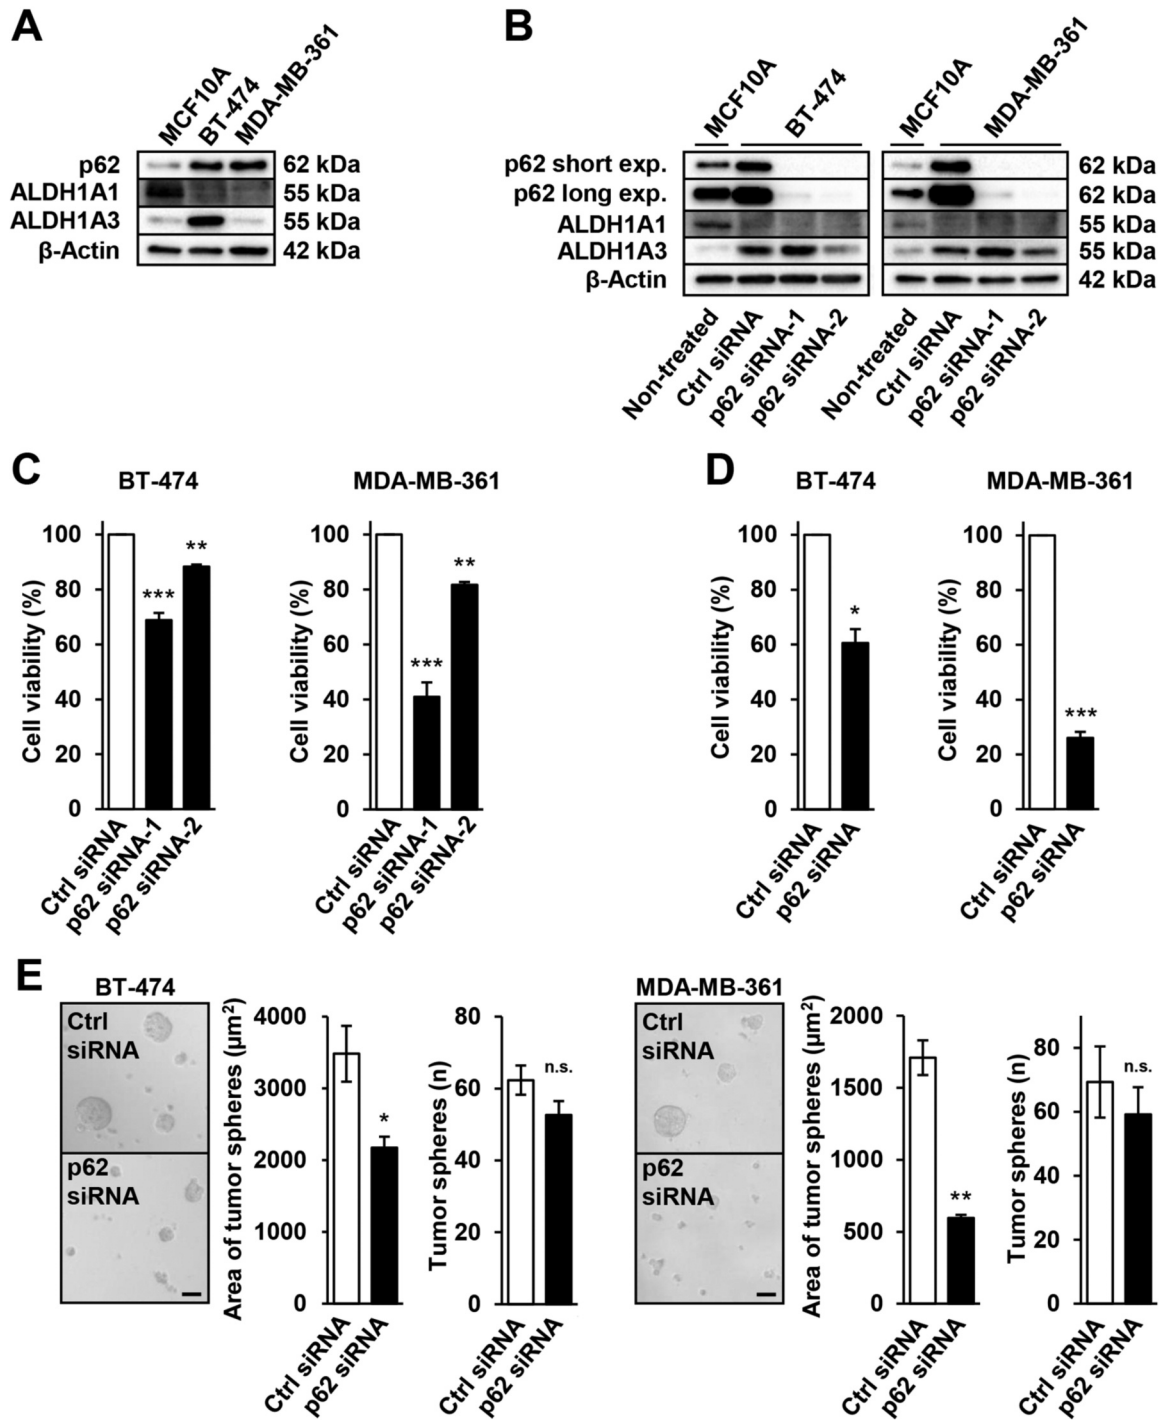 A
MCF10A
BT-474
MDA-MB-361
p62 62 kDa
ALDH1A1 55 kDa
ALDH1A3 55 kDa
β-Actin 42 kDa
B
MCF10A
BT-474
MCF10A
MDA-MB-361
p62 short exp. 62 kDa
p62 long exp. 62 kDa
ALDH1A1 55 kDa
ALDH1A3 55 kDa
β-Actin 42 kDa
Non-treated
Ctrl siRNA
p62 siRNA-1
p62 siRNA-2
Non-treated
Ctrl siRNA
p62 siRNA-1
p62 siRNA-2
C
BT-474
Cell viability (%)
100
80
60
40
20
0
***
**
Ctrl siRNA
p62 siRNA-1
p62 siRNA-2
MDA-MB-361
Cell viability (%)
100
80
60
40
20
0
***
**
Ctrl siRNA
p62 siRNA-1
p62 siRNA-2
D
BT-474
Cell viability (%)
100
80
60
40
20
0
*
Ctrl siRNA
p62 siRNA
MDA-MB-361
Cell viability (%)
100
80
60
40
20
0
***
Ctrl siRNA
p62 siRNA
E
BT-474
Ctrl
siRNA
p62
siRNA
Area of tumor spheres (µm²)
4000
3000
2000
1000
0
*
Ctrl siRNA
p62 siRNA
Tumor spheres (n)
80
60
40
20
0
n.s.
Ctrl siRNA
p62 siRNA
MDA-MB-361
Ctrl
siRNA
p62
siRNA
Area of tumor spheres (µm²)
2000
1500
1000
500
0
**
Ctrl siRNA
p62 siRNA
Tumor spheres (n)
80
60
40
20
0
n.s.
Ctrl siRNA
p62 siRNA